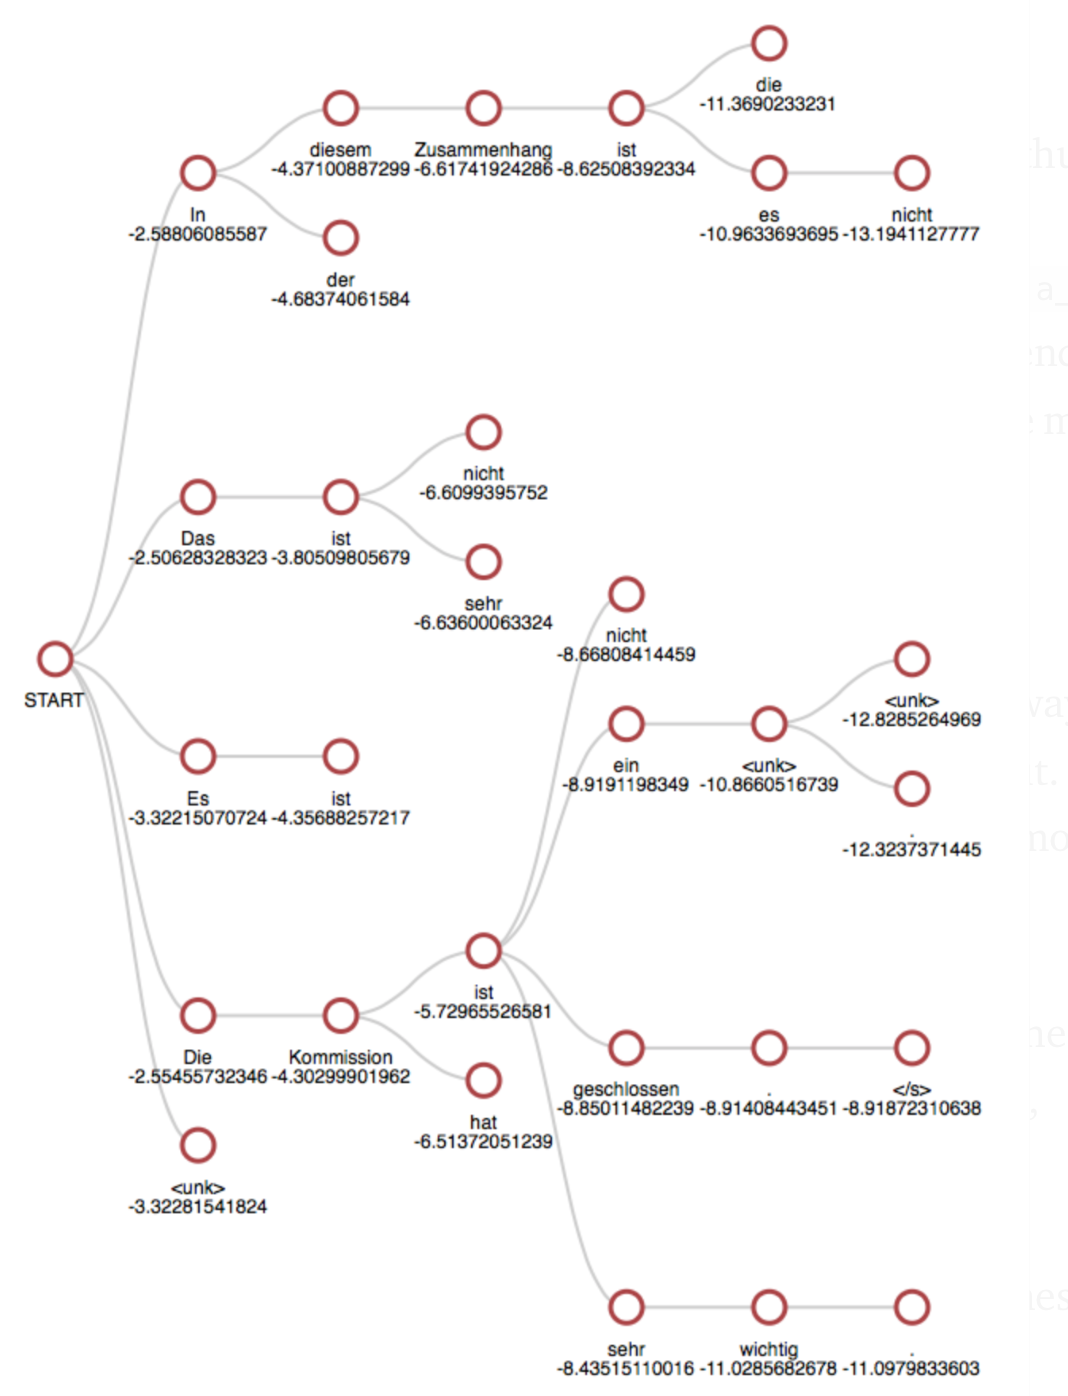 die
-11.3690233231
diesem
-4.37100887299
Zusammenhang
-6.61741924286
ist
-8.62508392334
In
-2.58806085587
es
-10.9633693695
nicht
-13.1941127777
der
-4.68374061584
nicht
-6.6099395752
Das
-2.50628328323
ist
-3.80509805679
sehr
-6.63600063324
nicht
-8.66808414459
START
<unk>
-12.8285264969
ein
-8.9191198349
<unk>
-10.8660516739
Es
-3.32215070724
ist
-4.35688257217
.
-12.3237371445
ist
-5.72965526581
Die
-2.55455732346
Kommission
-4.30299901962
geschlossen
-8.85011482239
.
-8.91408443451
</s>
-8.91872310638
hat
-6.51372051239
<unk>
-3.32281541824
sehr
-8.43515110016
wichtig
-11.0285682678
.
-11.0979833603